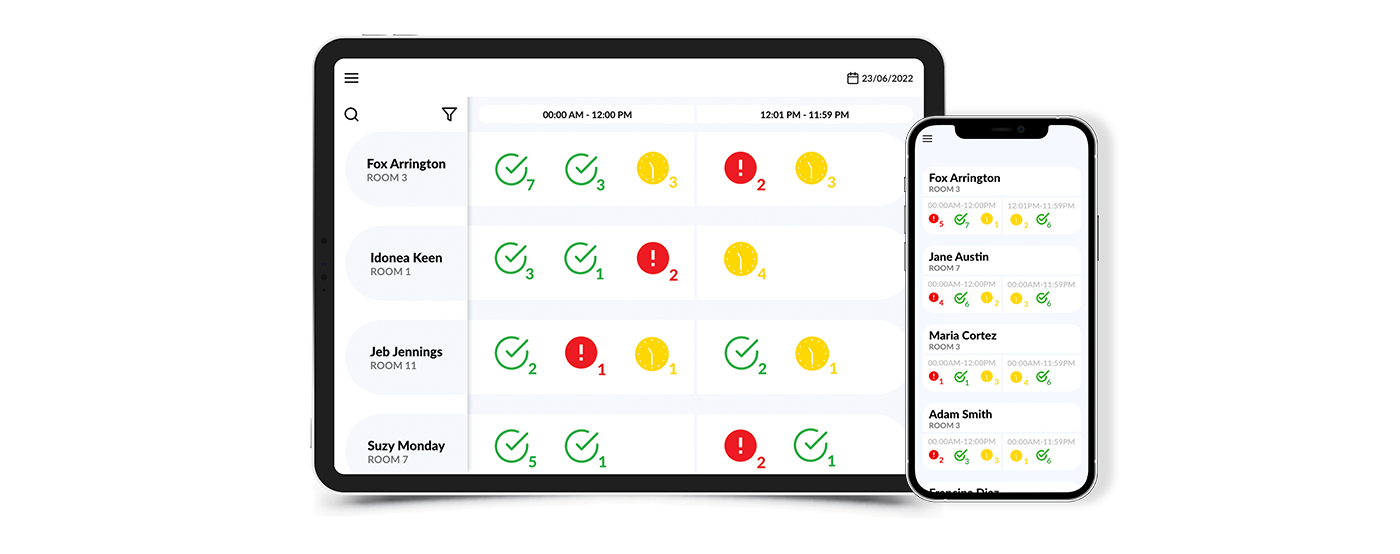 23/06/2022
00:00 AM - 12:00 PM 12:01 PM - 11:59 PM
Fox Arrington
ROOM 3
7 3 3 2 3
Idonea Keen
ROOM 1
3 1 2 4
Jeb Jennings
ROOM 11
2 1 1 2 1
Suzy Monday
ROOM 7
5 1 2 1
Fox Arrington
ROOM 3
00:00AM-12:00PM 12:01PM-11:59PM
5 7 1 2 6
Jane Austin
ROOM 7
00:00AM-12:00PM 00:00AM-11:59PM
4 6 2 3 6
Maria Cortez
ROOM 3
00:00AM-12:00PM 00:00AM-11:59PM
1 1 3 4 6
Adam Smith
ROOM 3
00:00AM-12:00PM 00:00AM-11:59PM
2 3 3 1 6
Francina Diaz